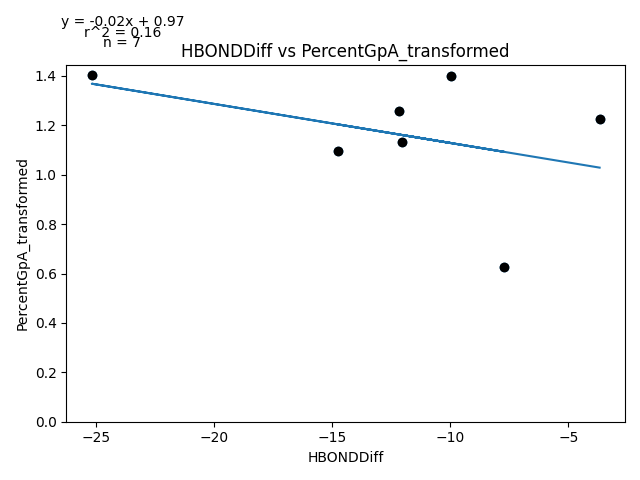 y = -0.02x + 0.97
r^2 = 0.16
n = 7
HBONDDiff vs PercentGpA_transformed
1.4
1.2
1.0
0.8
0.6
0.4
0.2
0.0
PercentGpA_transformed
−25
−20
−15
−10
−5
HBONDDiff